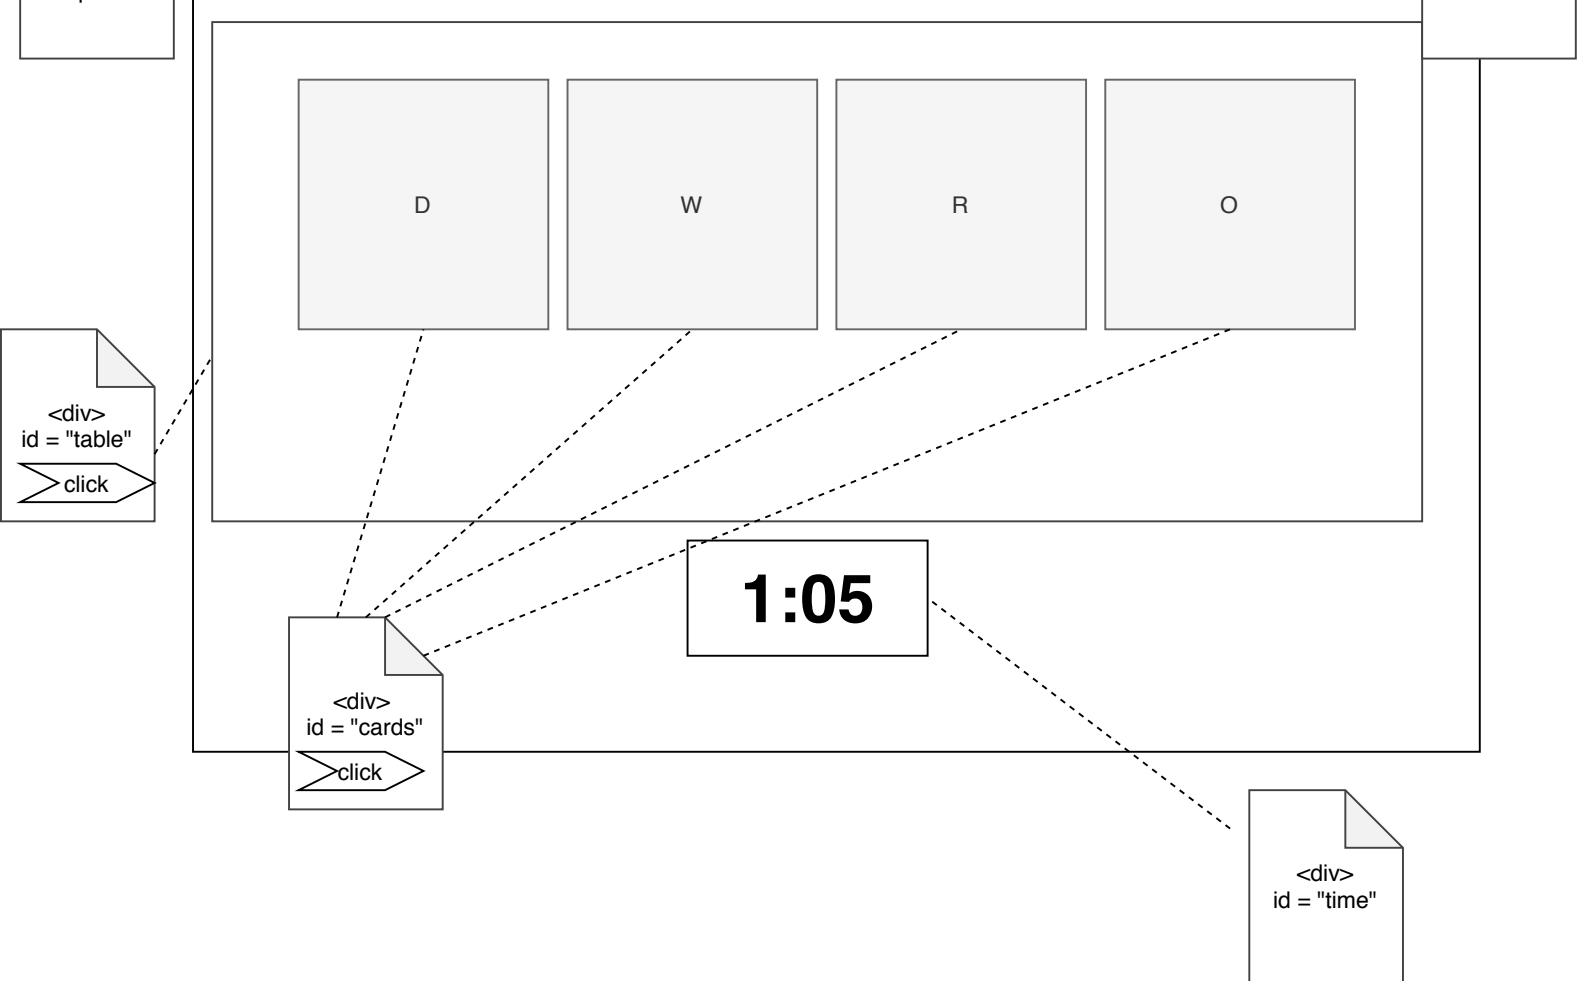 D
W
R
O
<div>
id = "table"
click
1:05
<div>
id = "cards"
click
<div>
id = "time"